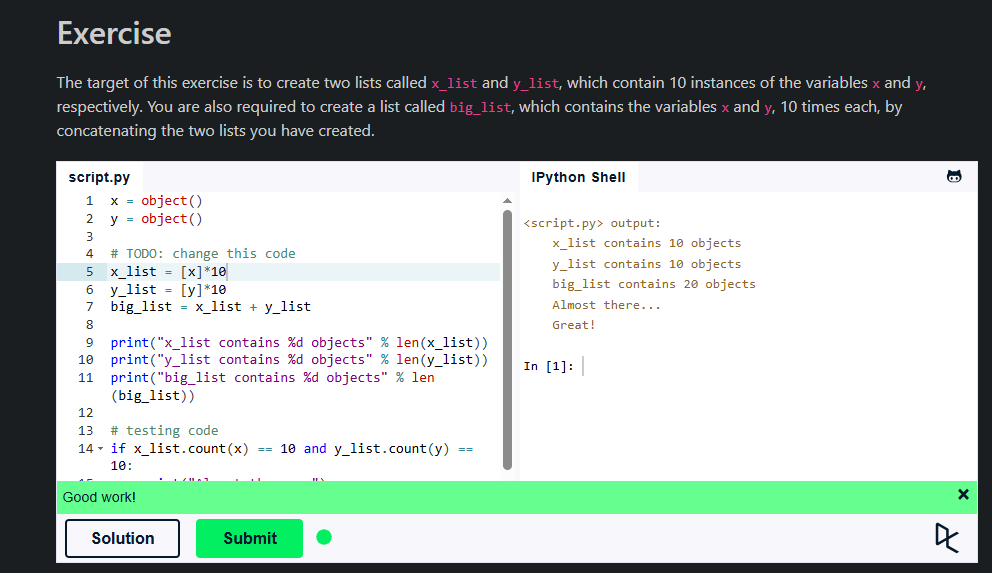 Exercise
The target of this exercise is to create two lists called x_list and y_list, which contain 10 instances of the variables x and y,
respectively. You are also required to create a list called big_list, which contains the variables x and y, 10 times each, by
concatenating the two lists you have created.
script.py
1 x = object()
2 y = object()
3
4 # TODO: change this code
5 x_list = [x]*10
6 y_list = [y]*10
7 big_list = x_list + y_list
8
9 print("x_list contains %d objects" % len(x_list))
10 print("y_list contains %d objects" % len(y_list))
11 print("big_list contains %d objects" % len
(big_list))
12
13 # testing code
14 if x_list.count(x) == 10 and y_list.count(y) ==
10:
IPython Shell
<script.py> output:
x_list contains 10 objects
y_list contains 10 objects
big_list contains 20 objects
Almost there...
Great!
In [1]:
Good work!
Solution
Submit